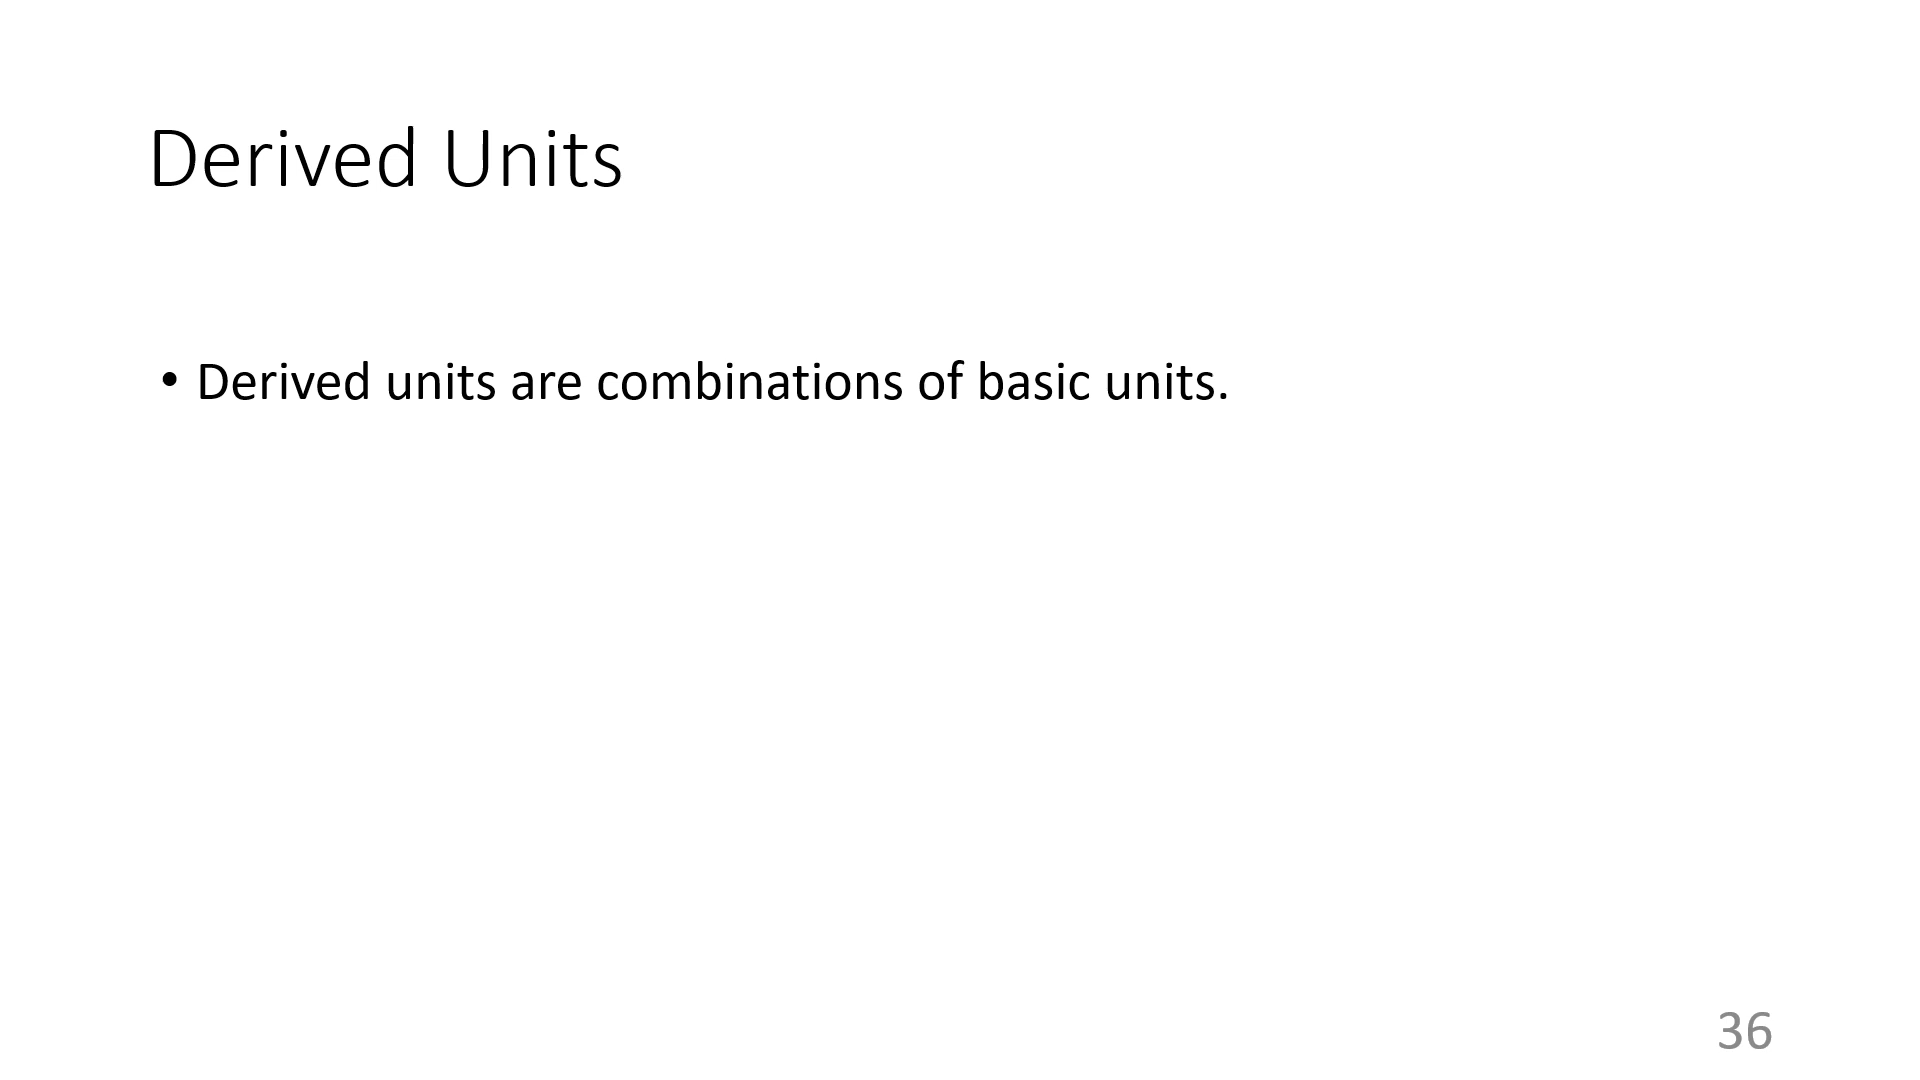 Derived Units
• Derived units are combinations of basic units.
36